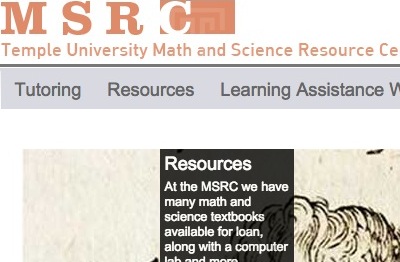 MSRC
Temple University Math and Science Resource Ce
Tutoring Resources Learning Assistance W
Resources
At the MSRC we have
many math and
science textbooks
available for loan,
along with a computer
lab and more